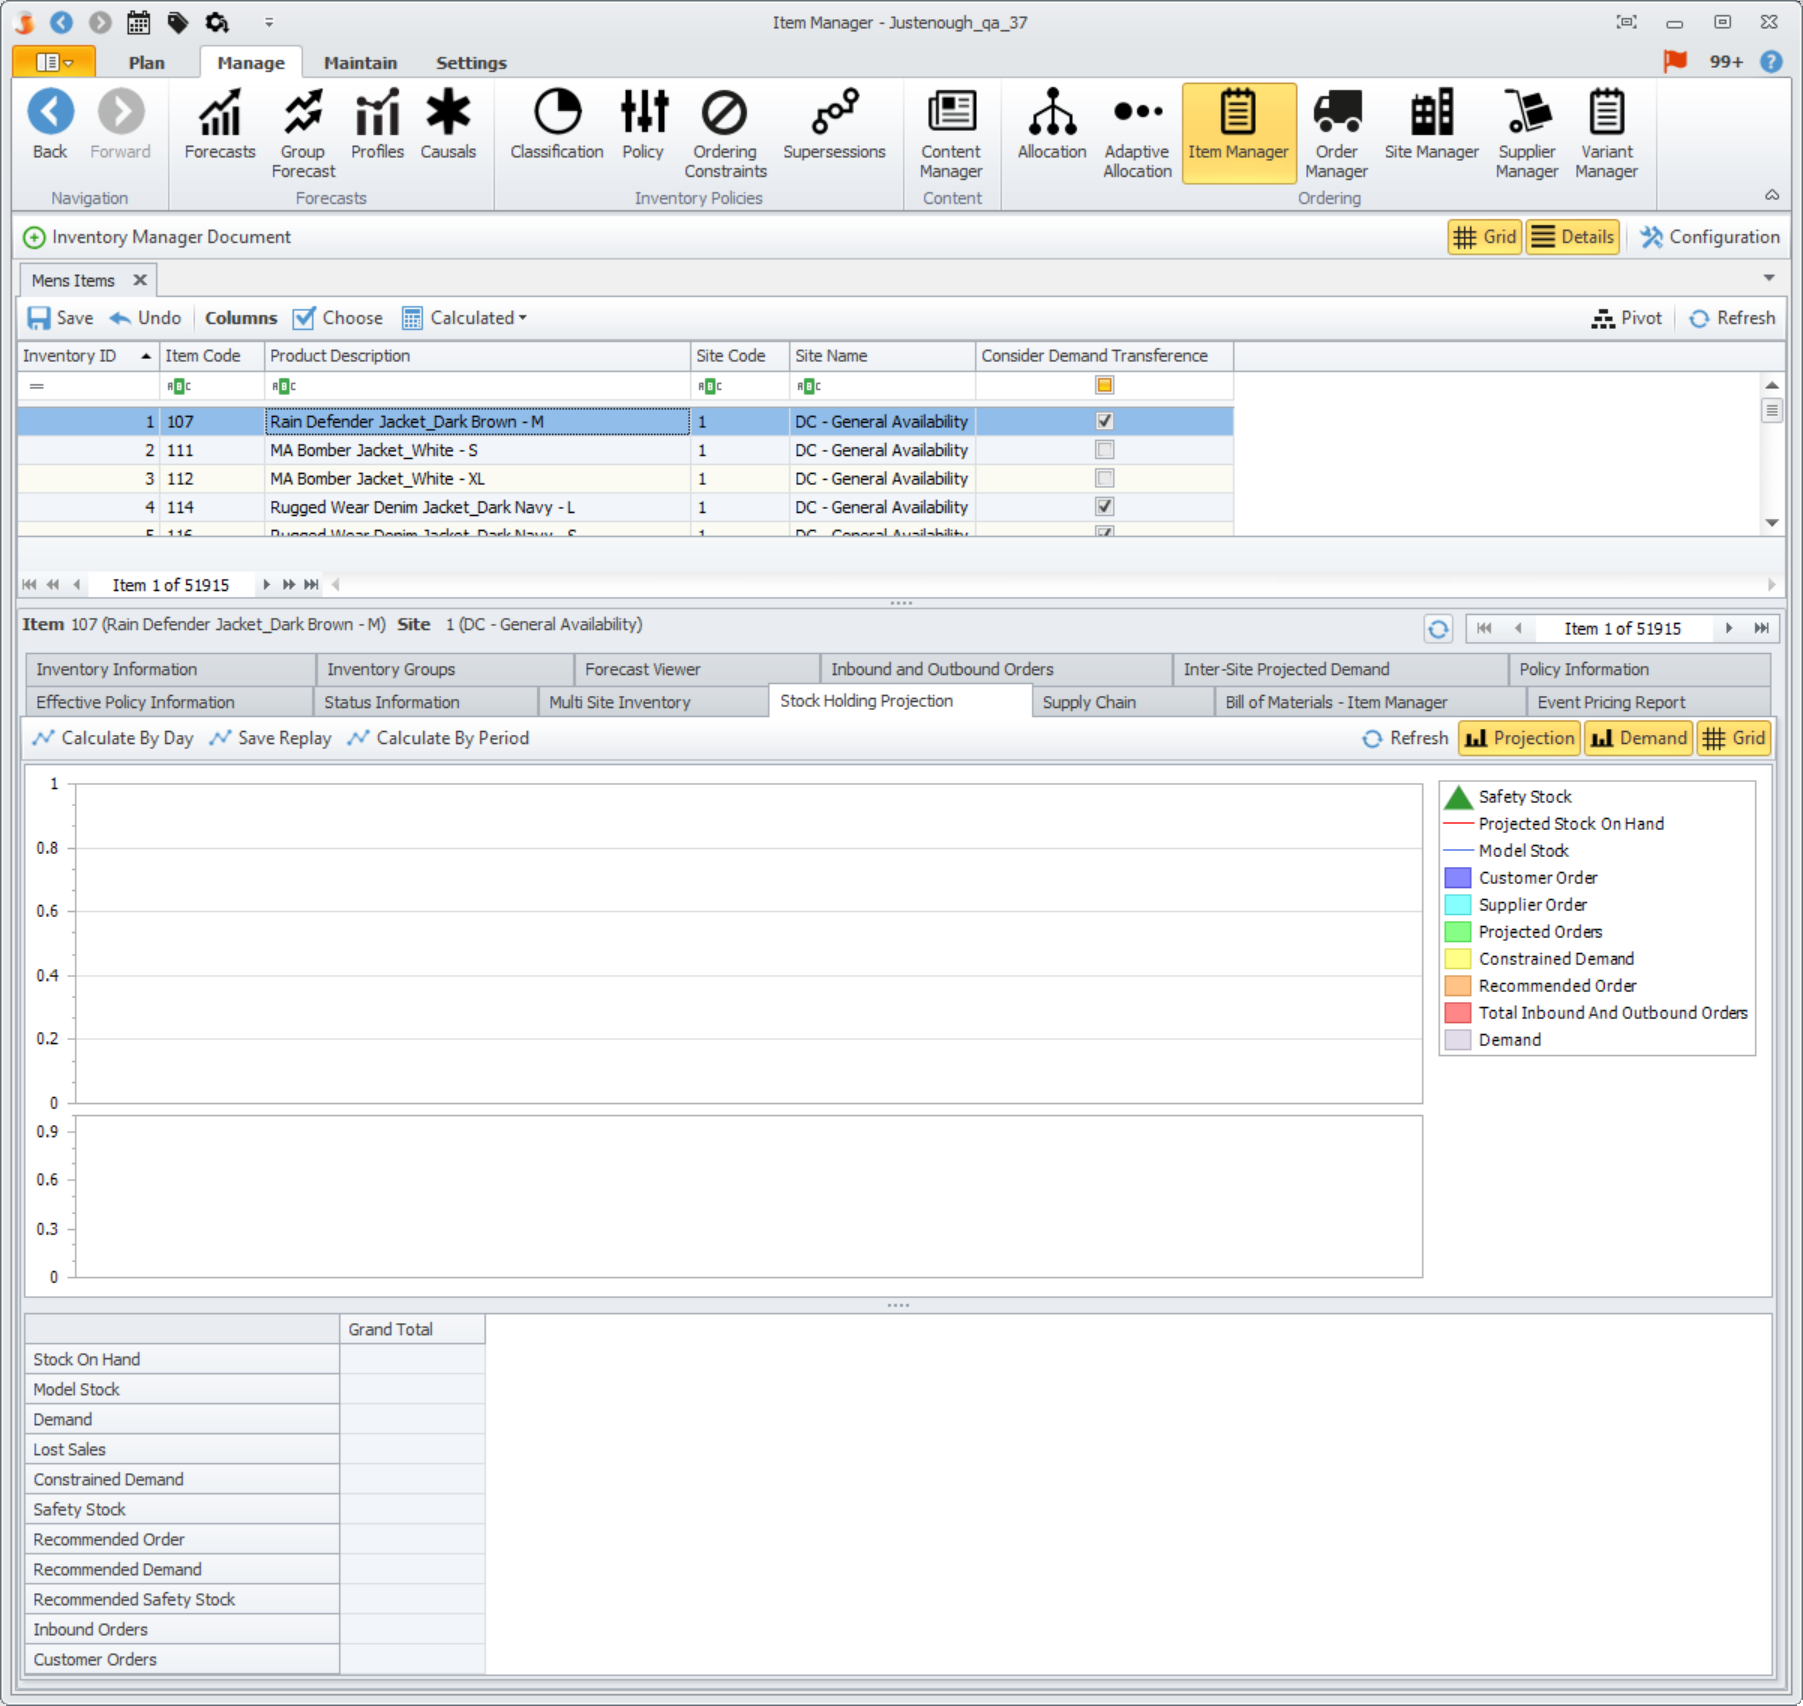 Item Manager - Justenough_qa_37
Plan Manage Maintain Settings 99+ ?
Back Forward Forecasts Group Forecast Profiles Causals Classification Policy Ordering Constraints Supersessions Content Manager Allocation Adaptive Allocation Item Manager Order Manager Site Manager Supplier Manager Variant Manager
Navigation Forecasts Inventory Policies Content Ordering
Inventory Manager Document Grid Details Configuration
Mens Items
Save Undo Columns Choose Calculated Pivot Refresh
Inventory ID Item Code Product Description Site Code Site Name Consider Demand Transference
= ABC ABC ABC ABC
1 107 Rain Defender Jacket_Dark Brown - M 1 DC - General Availability
2 111 MA Bomber Jacket_White - S 1 DC - General Availability
3 112 MA Bomber Jacket_White - XL 1 DC - General Availability
4 114 Rugged Wear Denim Jacket_Dark Navy - L 1 DC - General Availability
5 116 Rugged Wear Denim Jacket_Dark Navy - S 1 DC - General Availability
Item 1 of 51915
Item 107 (Rain Defender Jacket_Dark Brown - M) Site 1 (DC - General Availability) Item 1 of 51915
Inventory Information Inventory Groups Forecast Viewer Inbound and Outbound Orders Inter-Site Projected Demand Policy Information
Effective Policy Information Status Information Multi Site Inventory Stock Holding Projection Supply Chain Bill of Materials - Item Manager Event Pricing Report
Calculate By Day Save Replay Calculate By Period Refresh Projection Demand Grid
1
0.8
0.6
0.4
0.2
0
Safety Stock
Projected Stock On Hand
Model Stock
Customer Order
Supplier Order
Projected Orders
Constrained Demand
Recommended Order
Total Inbound And Outbound Orders
Demand
0.9
0.6
0.3
0
Grand Total
Stock On Hand
Model Stock
Demand
Lost Sales
Constrained Demand
Safety Stock
Recommended Order
Recommended Demand
Recommended Safety Stock
Inbound Orders
Customer Orders